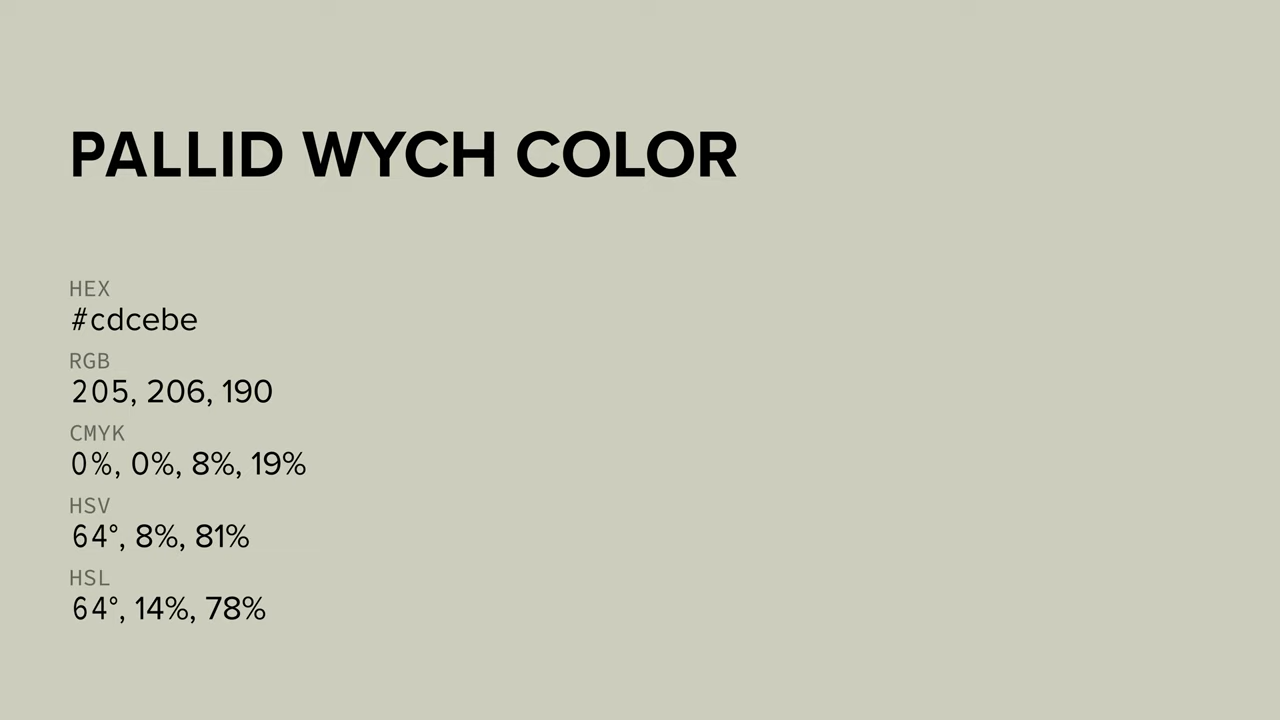 PALLID WYCH COLOR
HEX
#cdcebe
RGB
205, 206, 190
CMYK
0%, 0%, 8%, 19%
HSV
64°, 8%, 81%
HSL
64°, 14%, 78%